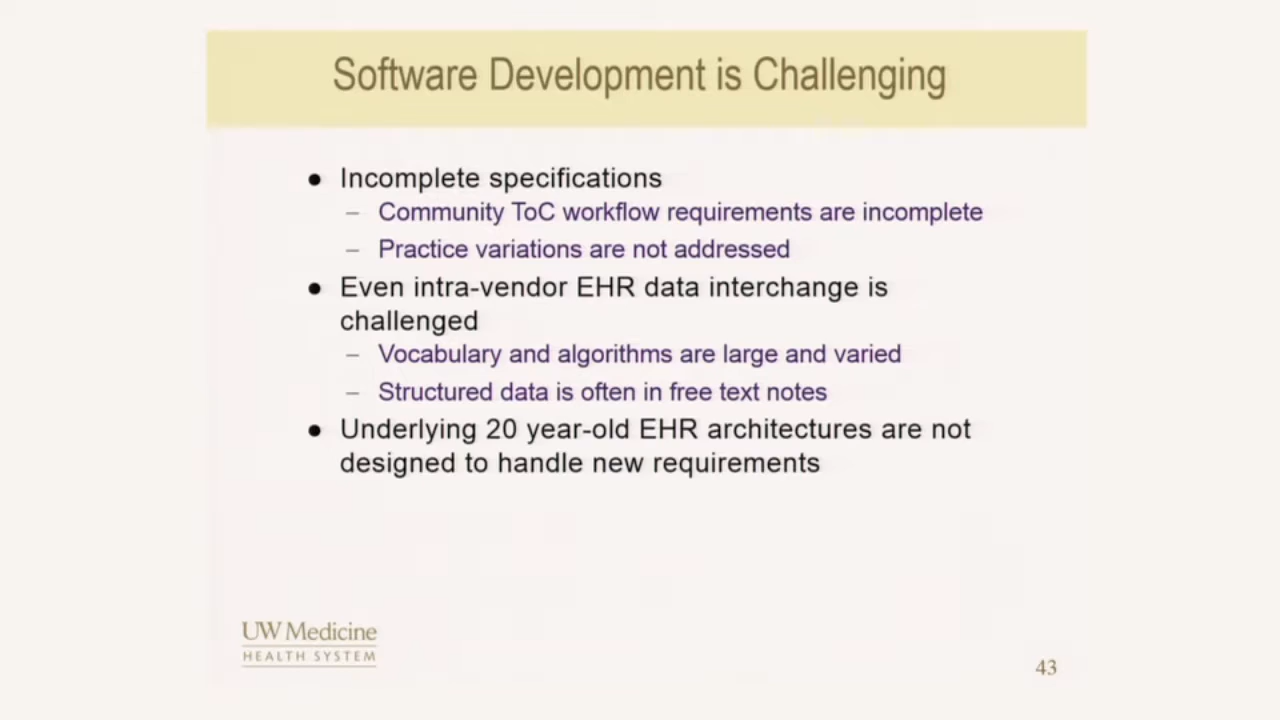 Software Development is Challenging
● Incomplete specifications
– Community ToC workflow requirements are incomplete
– Practice variations are not addressed
● Even intra-vendor EHR data interchange is
challenged
– Vocabulary and algorithms are large and varied
– Structured data is often in free text notes
● Underlying 20 year-old EHR architectures are not
designed to handle new requirements
UW Medicine
HEALTH SYSTEM
43